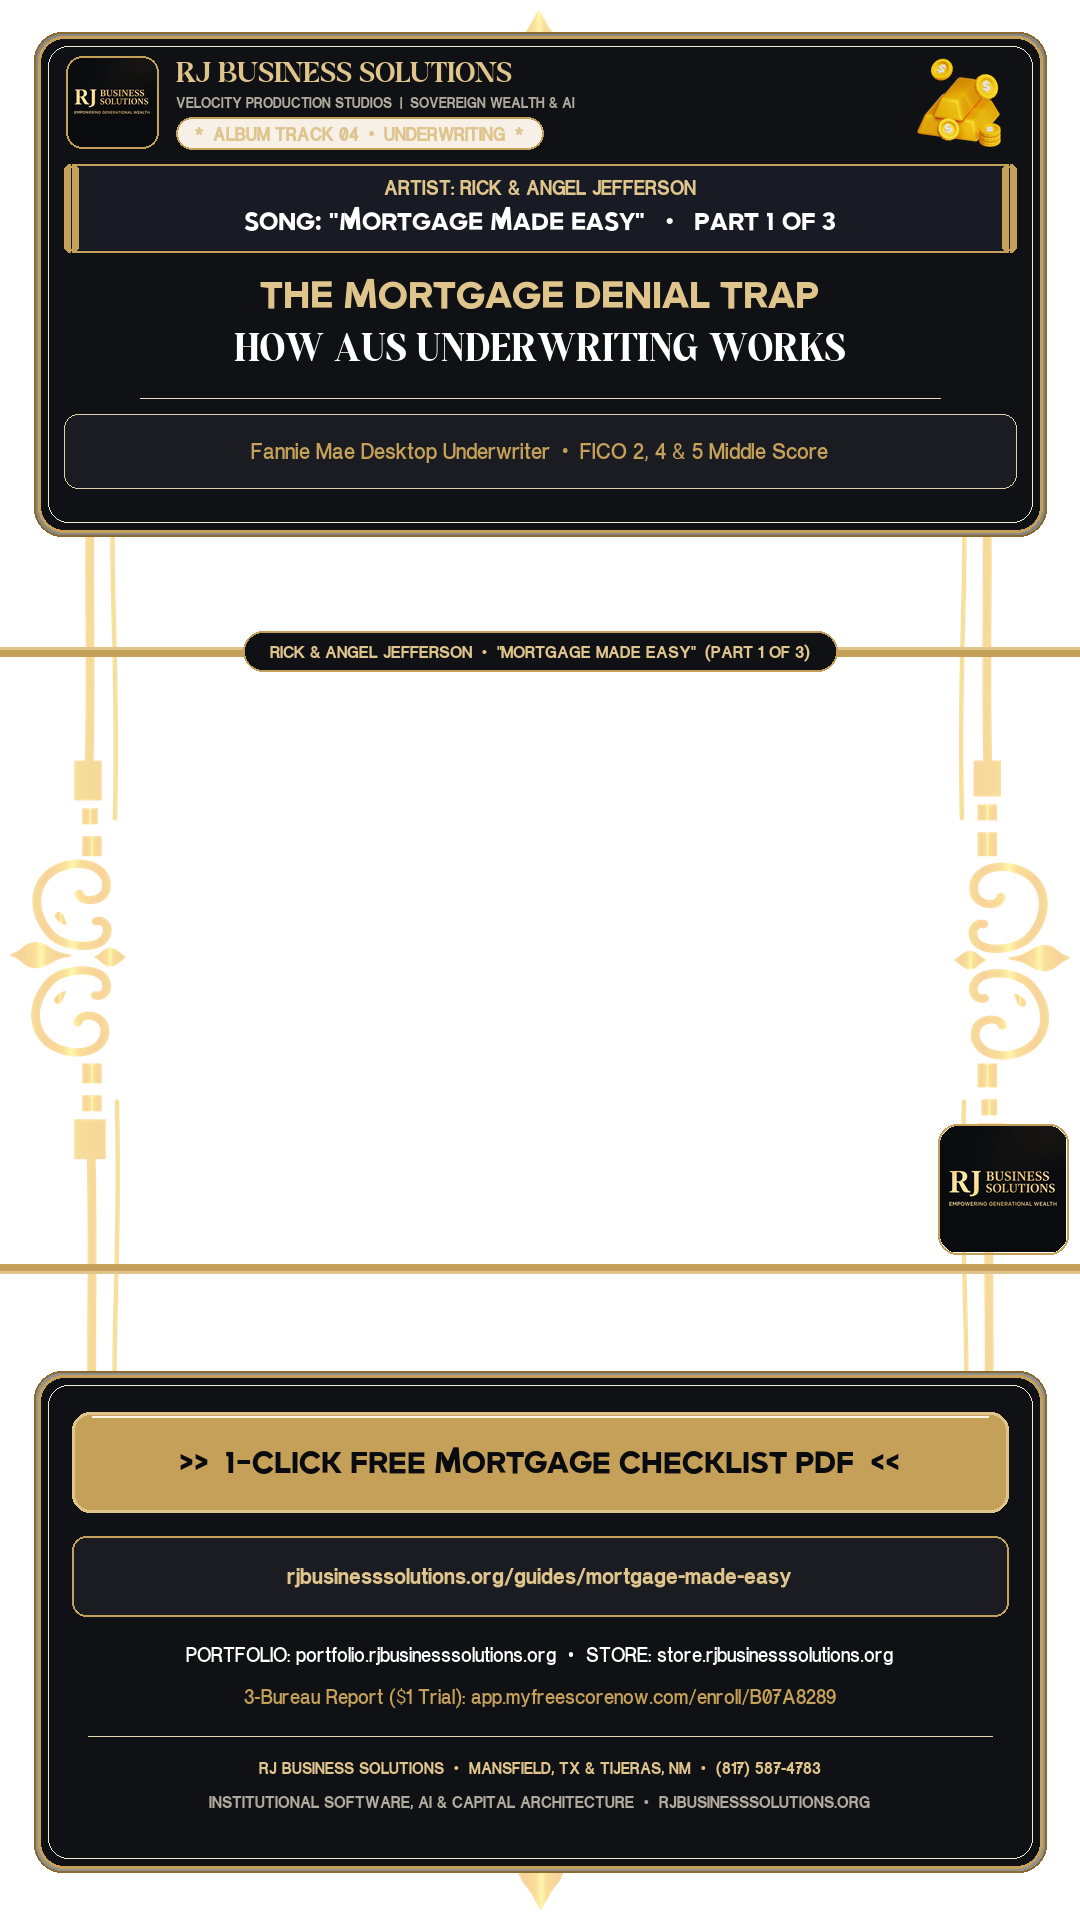 RJ BUSINESS SOLUTIONS
EMPOWERING GENERATIONAL WEALTH
RJ BUSINESS SOLUTIONS
VELOCITY PRODUCTION STUDIOS | SOVEREIGN WEALTH & AI
* ALBUM TRACK 04 • UNDERWRITING *
ARTIST: RICK & ANGEL JEFFERSON
SONG: "MORTGAGE MADE EASY" • PART 1 OF 3
THE MORTGAGE DENIAL TRAP
HOW AUS UNDERWRITING WORKS
Fannie Mae Desktop Underwriter • FICO 2, 4 & 5 Middle Score
RICK & ANGEL JEFFERSON • "MORTGAGE MADE EASY" (PART 1 OF 3)
RJ BUSINESS SOLUTIONS
EMPOWERING GENERATIONAL WEALTH
>> 1-CLICK FREE MORTGAGE CHECKLIST PDF <<
rjbusinesssolutions.org/guides/mortgage-made-easy
PORTFOLIO: portfolio.rjbusinesssolutions.org • STORE: store.rjbusinesssolutions.org
3-Bureau Report ($1 Trial): app.myfreescorenow.com/enroll/B07A8289
RJ BUSINESS SOLUTIONS • MANSFIELD, TX & TIJERAS, NM • (817) 587-4783
INSTITUTIONAL SOFTWARE, AI & CAPITAL ARCHITECTURE • RJBUSINESSSOLUTIONS.ORG